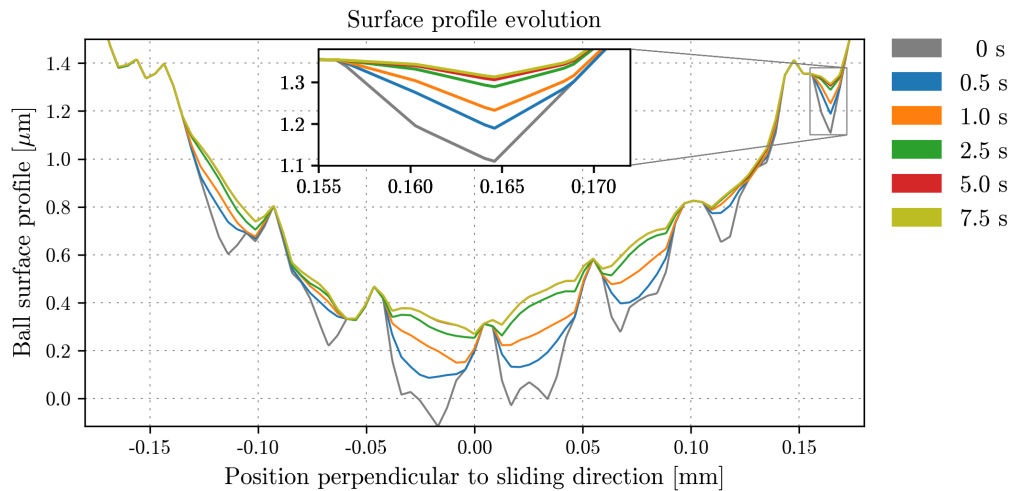 Surface profile evolution
Ball surface profile [μm]
1.4
1.2
1.0
0.8
0.6
0.4
0.2
0.0
1.3
1.2
1.1
0.155 0.160 0.165 0.170
-0.15 -0.10 -0.05 0.00 0.05 0.10 0.15
Position perpendicular to sliding direction [mm]
0 s
0.5 s
1.0 s
2.5 s
5.0 s
7.5 s